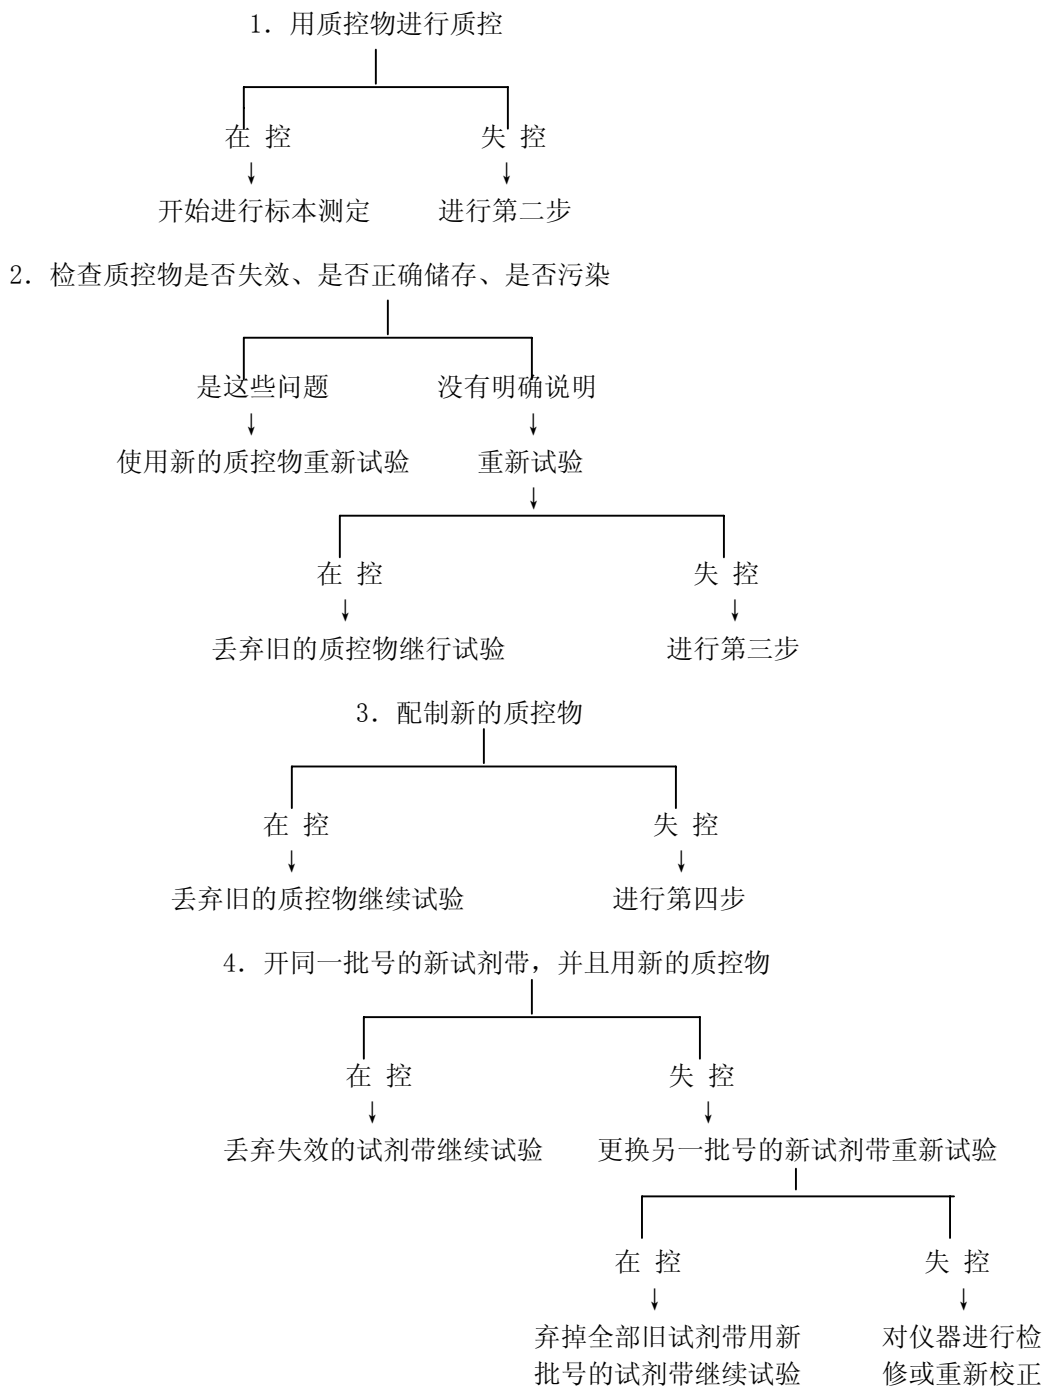 1. 用质控物进行质控
在 控 失 控
↓ ↓
开始进行标本测定 进行第二步
2. 检查质控物是否失效、是否正确储存、是否污染
是这些问题 没有明确说明
↓ ↓
使用新的质控物重新试验 重新试验
↓
在 控 失 控
↓ ↓
丢弃旧的质控物继行试验 进行第三步
3. 配制新的质控物
在 控 失 控
↓ ↓
丢弃旧的质控物继续试验 进行第四步
4. 开同一批号的新试剂带，并且用新的质控物
在 控 失 控
↓ ↓
丢弃失效的试剂带继续试验 更换另一批号的新试剂带重新试验
在 控 失 控
↓ ↓
弃掉全部旧试剂带用新 对仪器进行检
批号的试剂带继续试验 修或重新校正